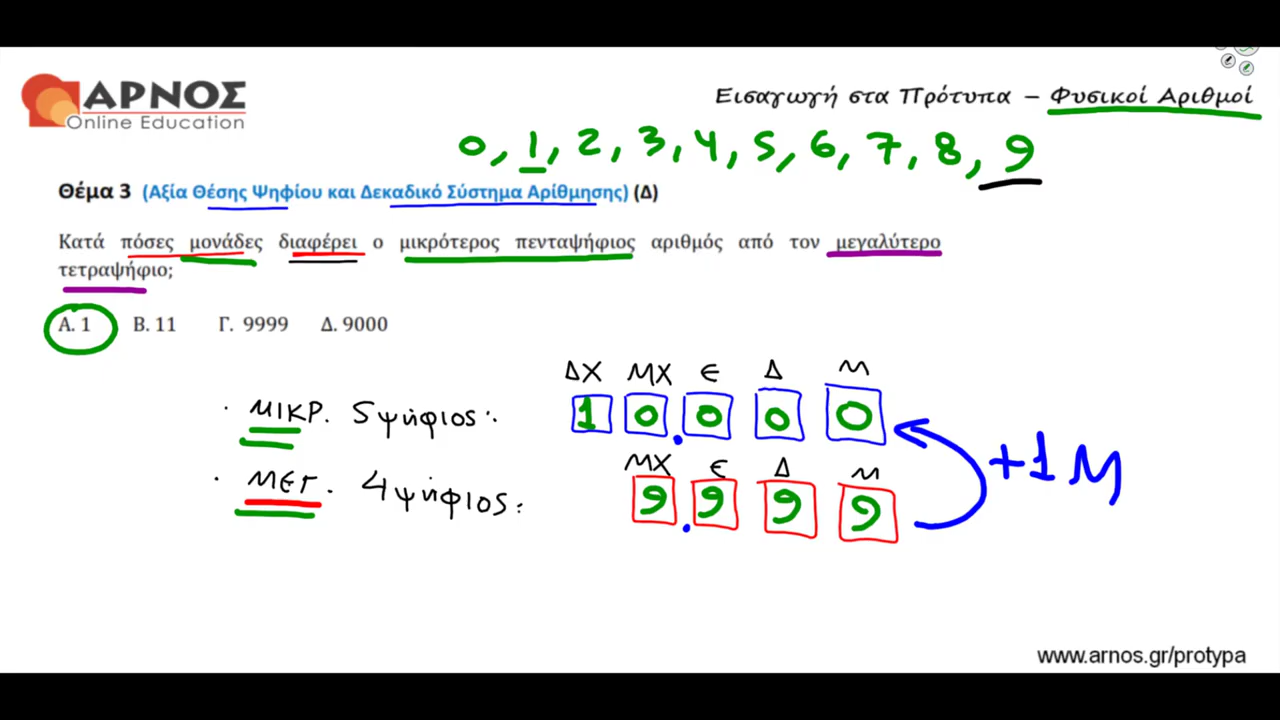 ΑΡΝΟΣ
Online Education
Εισαγωγή στα Πρότυπα – Φυσικοί Αριθμοί
0, 1, 2, 3, 4, 5, 6, 7, 8, 9
Θέμα 3 (Αξία Θέσης Ψηφίου και Δεκαδικό Σύστημα Αρίθμησης) (Δ)
Κατά πόσες μονάδες διαφέρει ο μικρότερος πενταψήφιος αριθμός από τον μεγαλύτερο
τετραψήφιο;
Α. 1 Β. 11 Γ. 9999 Δ. 9000
ΔΧ ΜΧ Ε Δ Μ
· ΜΙΚΡ. 5ψήφιος: 1 0.0 0 0
ΜΧ Ε Δ Μ
· ΜΕΓ. 4ψήφιος: 9.9 9 9
+1Μ
www.arnos.gr/protypa